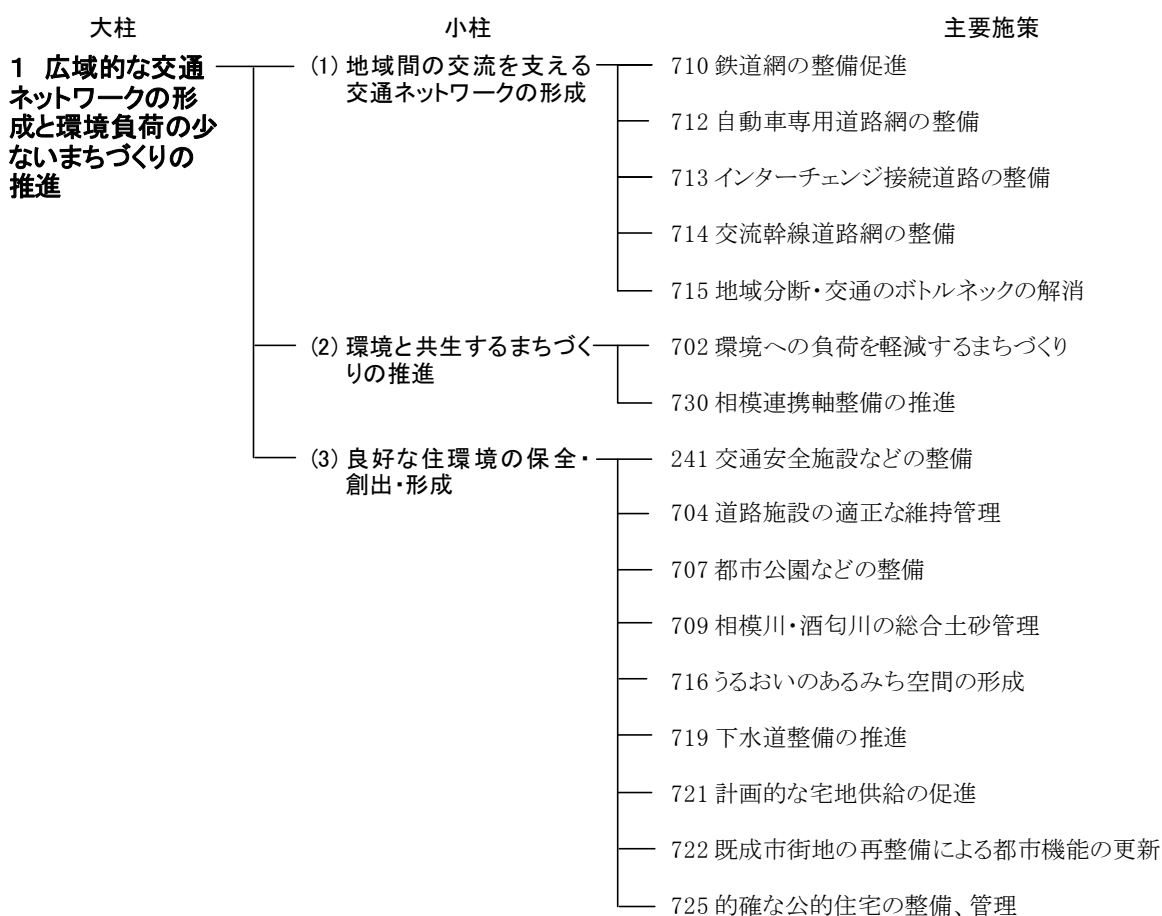 大柱 小柱 主要施策
1 広域的な交通
ネットワークの形
成と環境負荷の少
ないまちづくりの
推進
(1) 地域間の交流を支える
交通ネットワークの形成
710 鉄道網の整備促進
712 自動車専用道路網の整備
713 インターチェンジ接続道路の整備
714 交流幹線道路網の整備
715 地域分断・交通のボトルネックの解消
(2) 環境と共生するまちづく
りの推進
702 環境への負荷を軽減するまちづくり
730 相模連携軸整備の推進
(3) 良好な住環境の保全・
創出・形成
241 交通安全施設などの整備
704 道路施設の適正な維持管理
707 都市公園などの整備
709 相模川・酒匂川の総合土砂管理
716 うるおいのあるみち空間の形成
719 下水道整備の推進
721 計画的な宅地供給の促進
722 既成市街地の再整備による都市機能の更新
725 的確な公的住宅の整備、管理